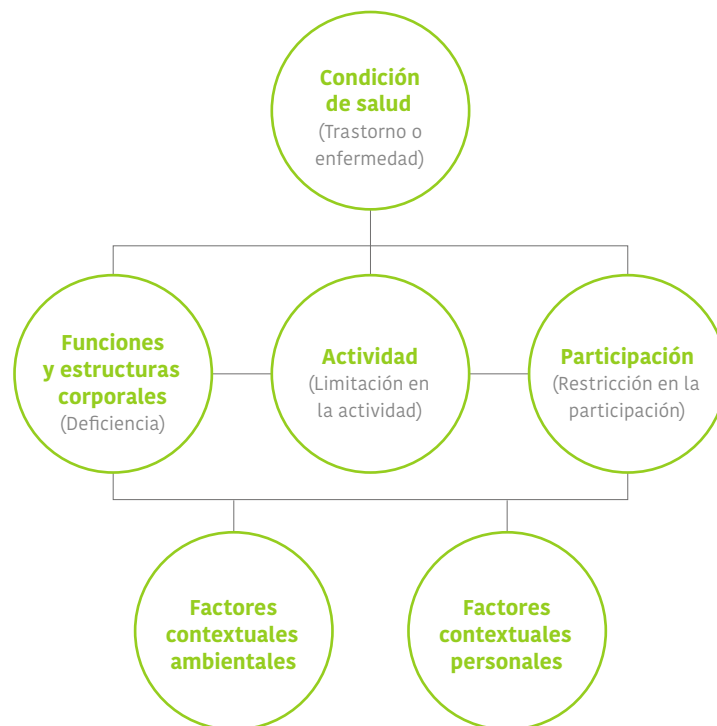 Condición
de salud
(Trastorno o
enfermedad)
Funciones
y estructuras
corporales
(Deficiencia)
Actividad
(Limitación en
la actividad)
Participación
(Restricción en la
participación)
Factores
contextuales
ambientales
Factores
contextuales
personales